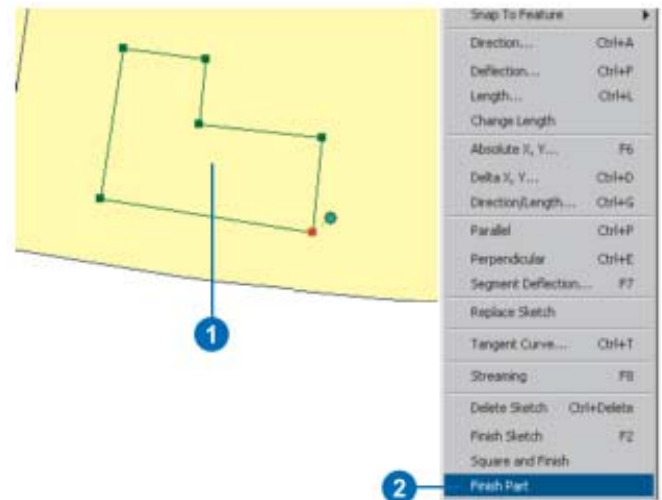 Snap To Feature
Direction... Ctrl+A
Deflection... Ctrl+F
Length... Ctrl+L
Change Length
Absolute X, Y... F6
Delta X, Y... Ctrl+D
Direction/Length... Ctrl+G
Parallel Ctrl+P
Perpendicular Ctrl+E
Segment Deflection... F7
Replace Sketch
Tangent Curve... Ctrl+T
Streaming F8
Delete Sketch Ctrl+Delete
Finish Sketch F2
Square and Finish
2 Finish Part
1